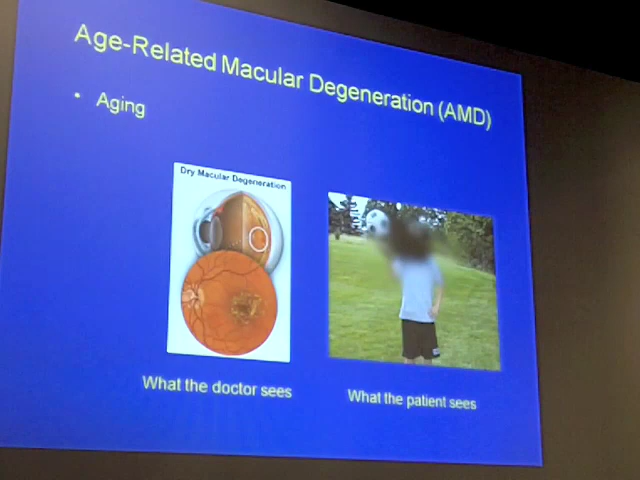 Age-Related Macular Degeneration (AMD)
• Aging
Dry Macular Degeneration
What the doctor sees
What the patient sees